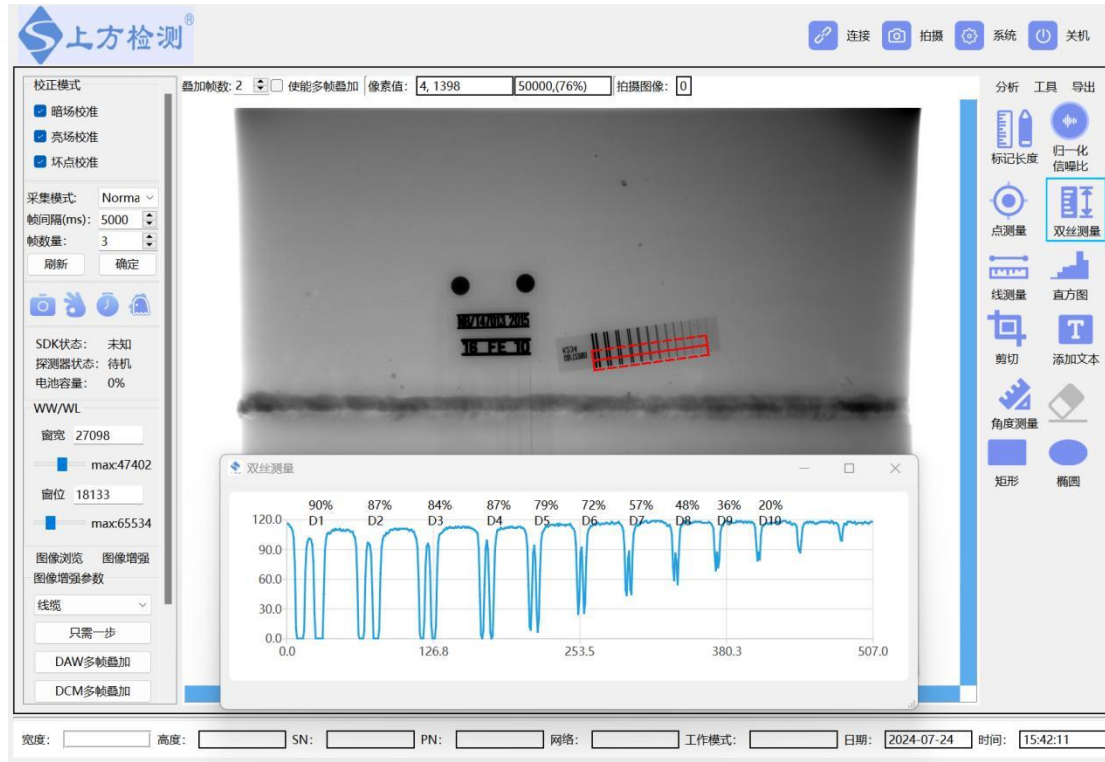 上方检测®
连接 拍摄 系统 关机
校正模式
暗场校准
亮场校准
坏点校准
采集模式: Norma
帧间隔(ms): 5000
帧数量: 3
刷新 确定
SDK状态: 未知
探测器状态: 待机
电池容量: 0%
WW/WL
窗宽 27098
max:47402
窗位 18133
max:65534
图像浏览 图像增强
图像增强参数
线缆
只需一步
DAW多帧叠加
DCM多帧叠加
叠加帧数: 2 使能多帧叠加 像素值: 4, 1398 50000,(76%) 拍摄图像: 0
16 FE 10
双丝测量
90% 87% 84% 87% 79% 72% 57% 48% 36% 20%
D1 D2 D3 D4 D5 D6 D7 D8 D9 D10
120.0
90.0
60.0
30.0
0.0
0.0 126.8 253.5 380.3 507.0
分析 工具 导出
标记长度 归一化信噪比
点测量 双丝测量
线测量 直方图
剪切 添加文本
角度测量
矩形 椭圆
宽度: 高度: SN: PN: 网络: 工作模式: 日期: 2024-07-24 时间: 15:42:11